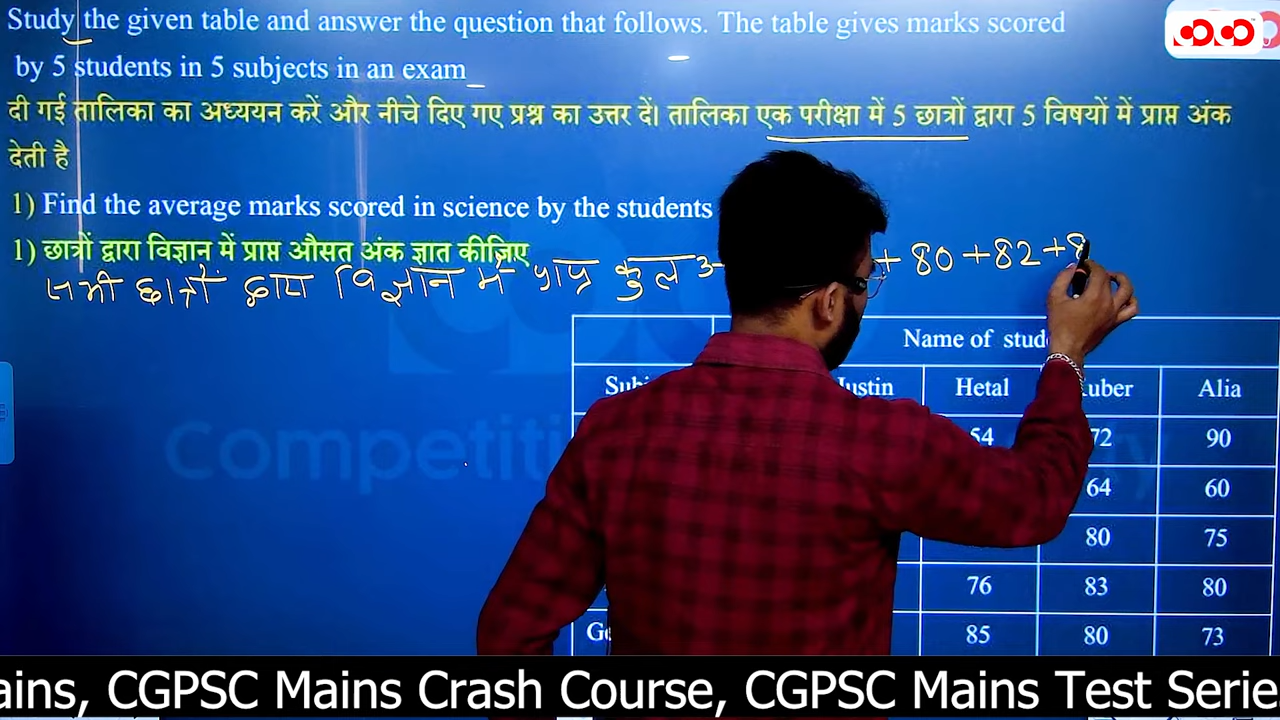 Study the given table and answer the question that follows. The table gives marks scored
by 5 students in 5 subjects in an exam
दी गई तालिका का अध्ययन करें और नीचे दिए गए प्रश्न का उत्तर दें। तालिका एक परीक्षा में 5 छात्रों द्वारा 5 विषयों में प्राप्त अंक
देती है
1) Find the average marks scored in science by the students
1) छात्रों द्वारा विज्ञान में प्राप्त औसत अंक ज्ञात कीजिए
सभी छात्रों द्वारा विज्ञान में प्राप्त कुल + 80 + 82 + 8
Name of
Hetal Alia
54 72 90
64 60
80 75
76 83 80
85 80 73
CGPSC Mains Crash Course, CGPSC Mains Test